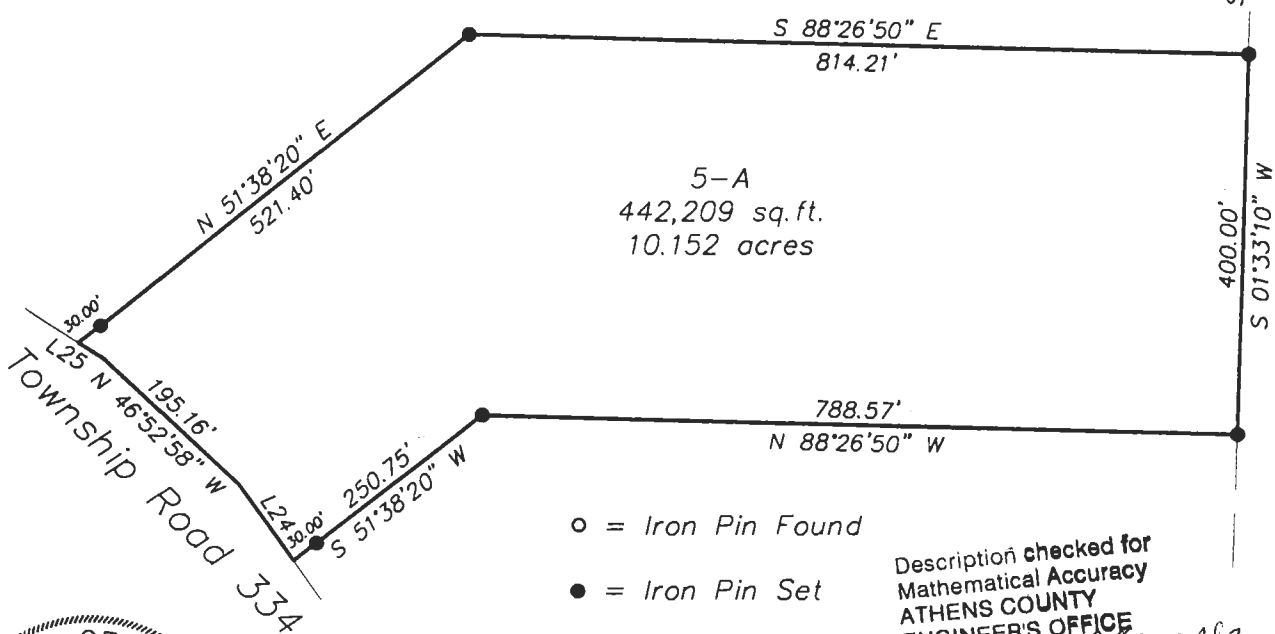 S 88°26'50" E
814.21'
N 51°38'20" E
521.40'
5-A
442,209 sq.ft.
10.152 acres
400.00'
S 01°33'10" W
30.00'
L25 N 46°52'58" W
195.16'
Township Road 334
L24
30.00'
250.75'
S 51°38'20" W
788.57'
N 88°26'50" W
o = Iron Pin Found
● = Iron Pin Set
Description checked for
Mathematical Accuracy
ATHENS COUNTY
ENGINEER'S OFFICE